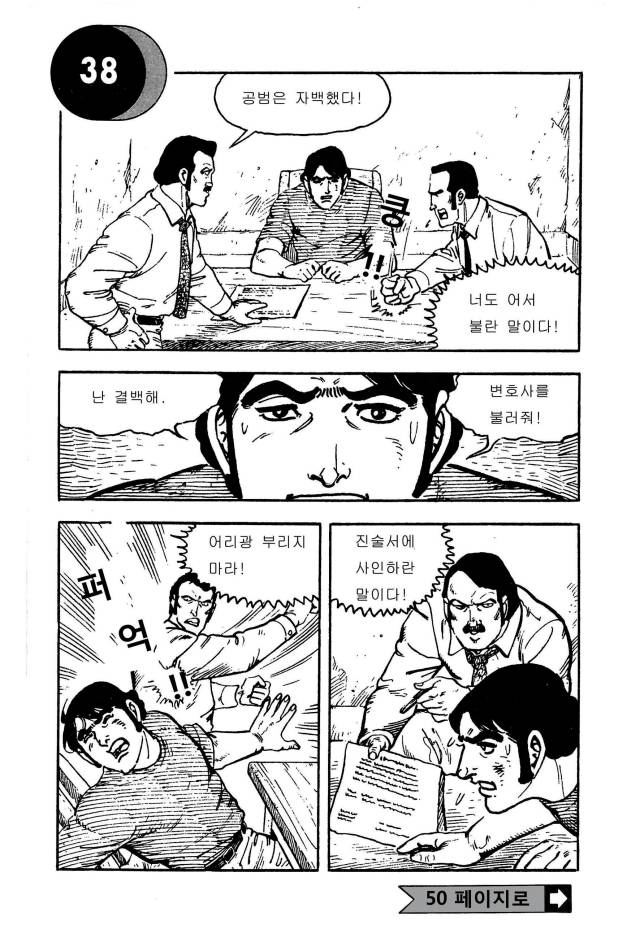 38
공범은 자백했다!
쿵
!!
너도 어서
불란 말이다!
난 결백해.
변호사를
불러줘!
어리광 부리지
마라!
퍼
억
!!
진술서에
사인하란
말이다!
50 페이지로